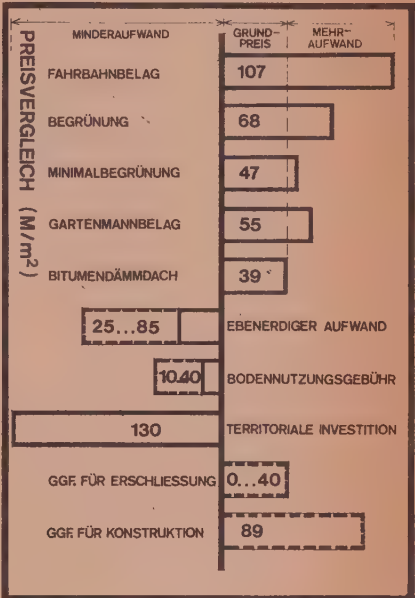 PREISVERGLEICH (M/m²)
MINDERAUFWAND
GRUND-
PREIS
MEHR-
AUFWAND
FAHRBAHNBELAG 107
BEGRÜNUNG 68
MINIMALBEGRÜNUNG 47
GARTENMANNBELAG 55
BITUMENDÄMMDACH 39
25...85 EBENERDIGER AUFWAND
10..40 BODENNUTZUNGSGEBÜHR
130 TERRITORIALE INVESTITION
GGF. FÜR ERSCHLIESSUNG 0...40
GGF. FÜR KONSTRUKTION 89